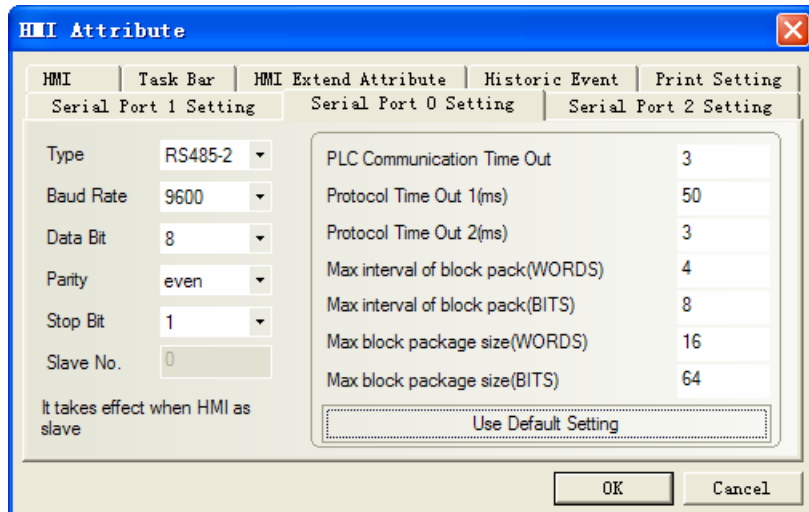 HMI Attribute
HMI Task Bar HMI Extend Attribute Historic Event Print Setting
Serial Port 1 Setting Serial Port 0 Setting Serial Port 2 Setting
Type RS485-2
Baud Rate 9600
Data Bit 8
Parity even
Stop Bit 1
Slave No. 0
It takes effect when HMI as
slave
PLC Communication Time Out 3
Protocol Time Out 1(ms) 50
Protocol Time Out 2(ms) 3
Max interval of block pack(WORDS) 4
Max interval of block pack(BITS) 8
Max block package size(WORDS) 16
Max block package size(BITS) 64
Use Default Setting
OK Cancel